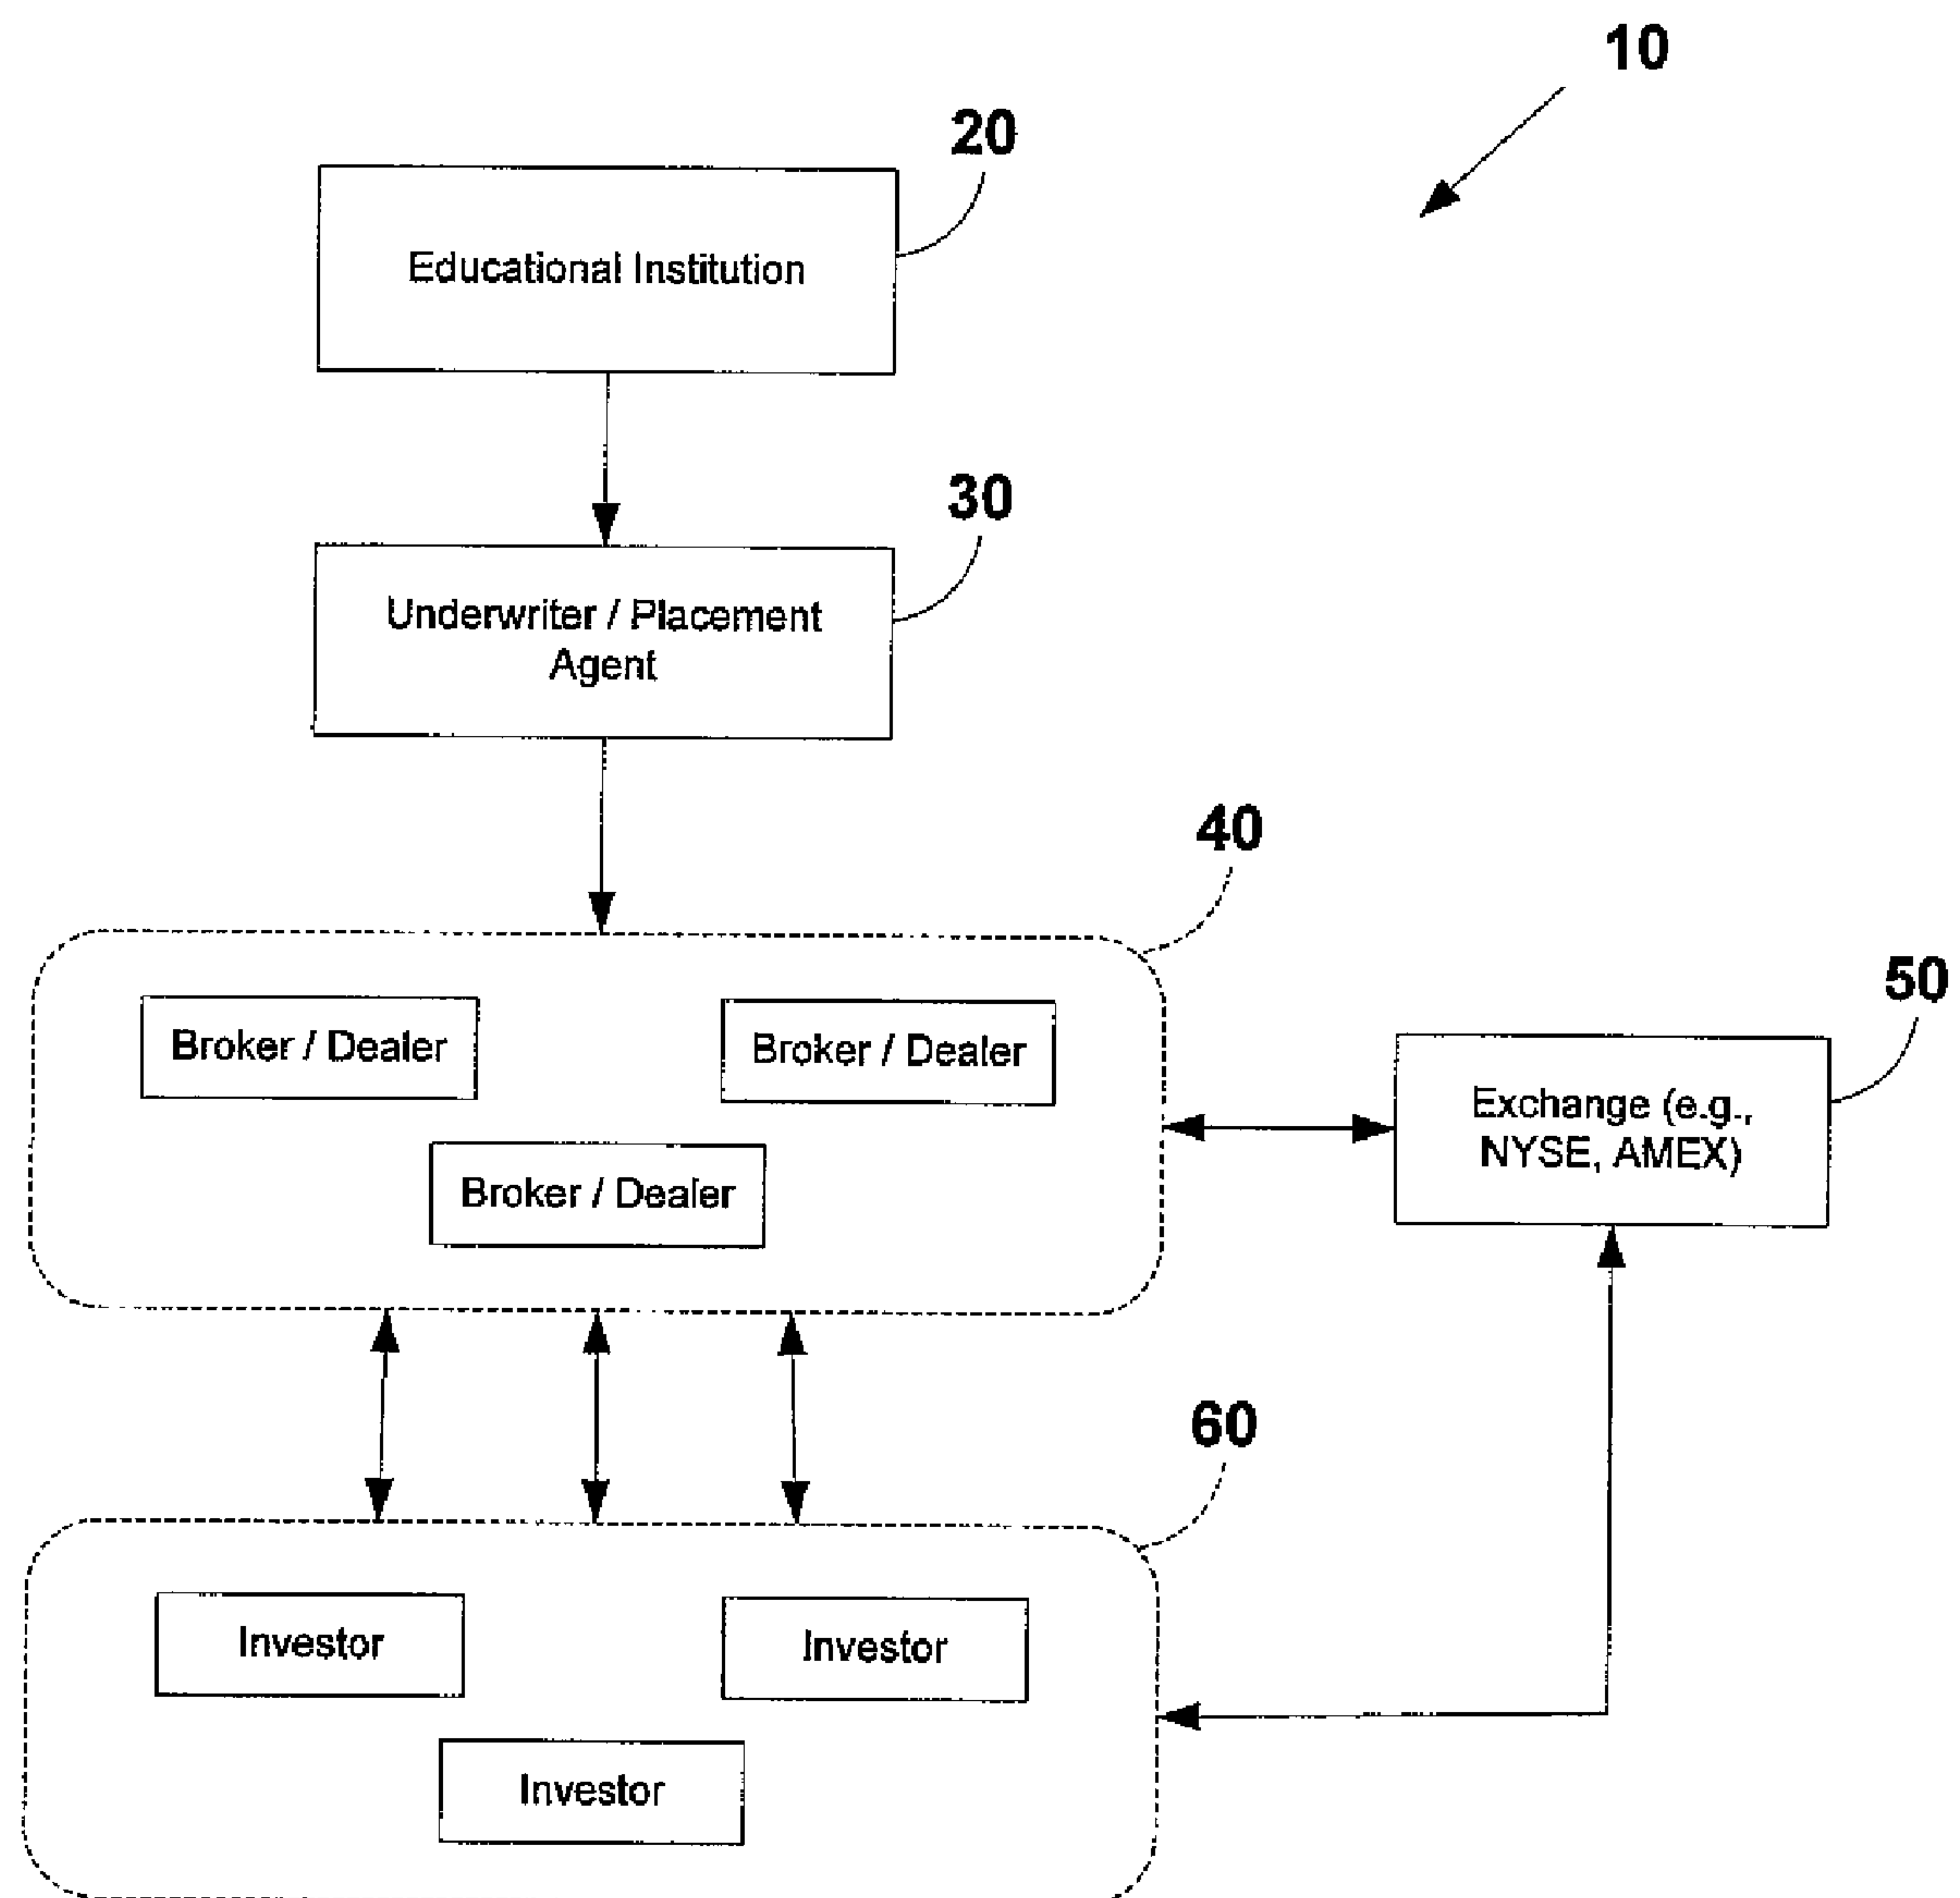 10
20
Educational Institution
30
Underwriter / Placement
Agent
40
Broker / Dealer
Broker / Dealer
Broker / Dealer
50
Exchange (e.g.,
NYSE, AMEX)
60
Investor
Investor
Investor